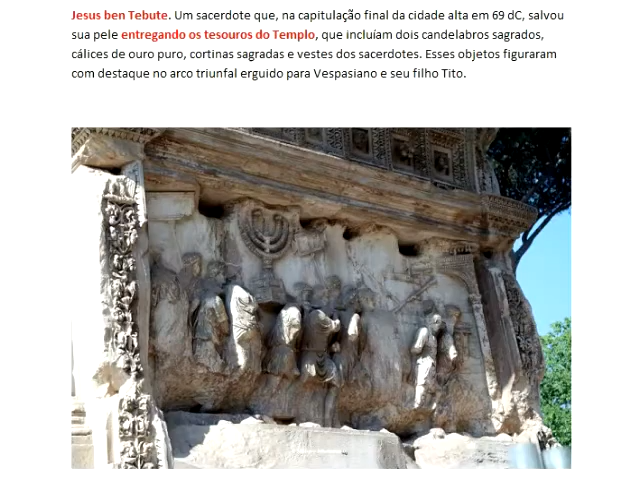 Jesus ben Tebute. Um sacerdote que, na capitulação final da cidade alta em 69 dC, salvou
sua pele entregando os tesouros do Templo, que incluíam dois candelabros sagrados,
cálices de ouro puro, cortinas sagradas e vestes dos sacerdotes. Esses objetos figuraram
com destaque no arco triunfal erguido para Vespasiano e seu filho Tito.